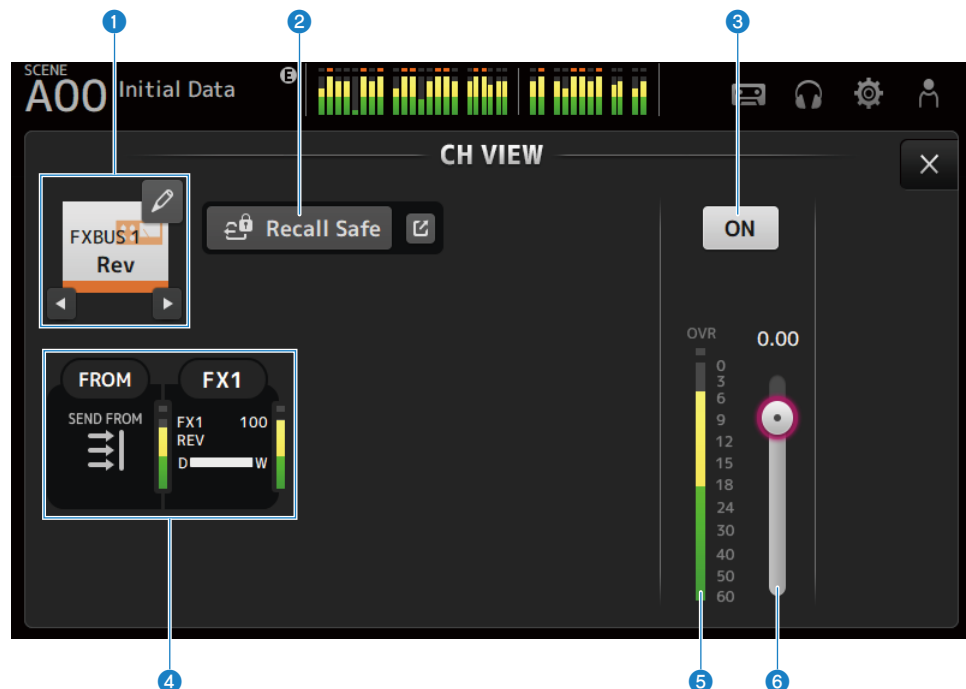 1
2
3
SCENE
A00 Initial Data E
CH VIEW
FXBUS 1
Rev
Recall Safe
ON
OVR
0.00
0
3
6
9
12
15
18
24
30
40
50
60
FROM
FX1
SEND FROM
FX1 100
REV
D W
4
5
6